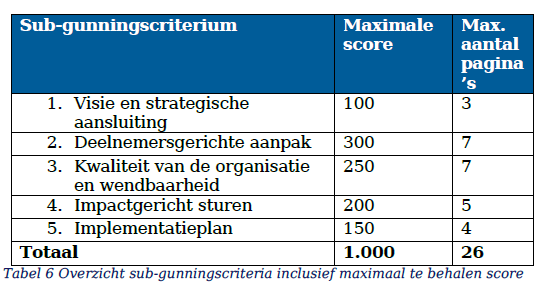 Sub-gunningscriterium Maximale score Max. aantal pagina's
1. Visie en strategische aansluiting 100 3
2. Deelnemersgerichte aanpak 300 7
3. Kwaliteit van de organisatie en wendbaarheid 250 7
4. Impactgericht sturen 200 5
5. Implementatieplan 150 4
Totaal 1.000 26
Tabel 6 Overzicht sub-gunningscriteria inclusief maximaal te behalen score